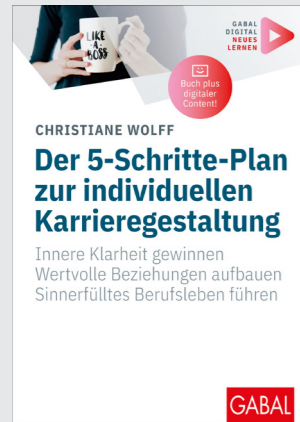 GABAL
DIGITAL
NEUES
LERNEN
LIKE
A
BOSS
Buch plus
digitaler
Content!
CHRISTIANE WOLFF
Der 5-Schritte-Plan
zur individuellen
Karrieregestaltung
Innere Klarheit gewinnen
Wertvolle Beziehungen aufbauen
Sinnerfülltes Berufsleben führen
GABAL